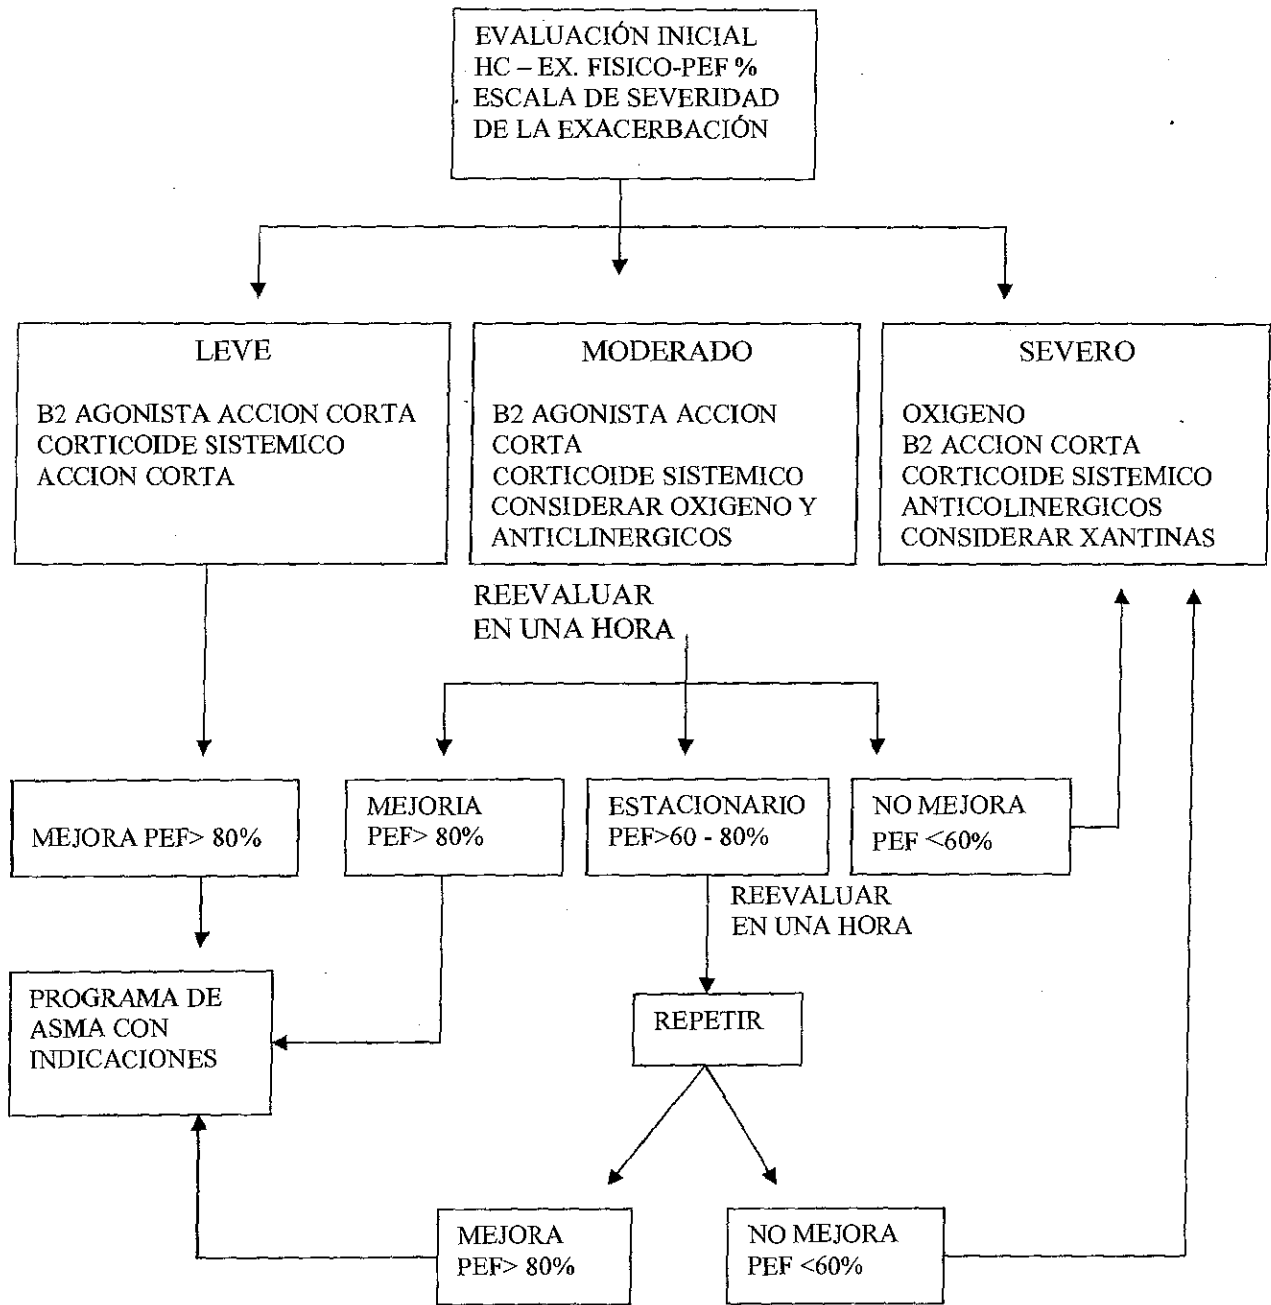 EVALUACIÓN INICIAL
HC – EX. FISICO-PEF %
ESCALA DE SEVERIDAD
DE LA EXACERBACIÓN
LEVE
B2 AGONISTA ACCION CORTA
CORTICOIDE SISTEMICO
ACCION CORTA
MODERADO
B2 AGONISTA ACCION
CORTA
CORTICOIDE SISTEMICO
CONSIDERAR OXIGENO Y
ANTICLINERGICOS
SEVERO
OXIGENO
B2 ACCION CORTA
CORTICOIDE SISTEMICO
ANTICOLINERGICOS
CONSIDERAR XANTINAS
REEVALUAR
EN UNA HORA
MEJORA PEF> 80%
MEJORIA
PEF> 80%
ESTACIONARIO
PEF>60 - 80%
NO MEJORA
PEF <60%
REEVALUAR
EN UNA HORA
PROGRAMA DE
ASMA CON
INDICACIONES
REPETIR
MEJORA
PEF> 80%
NO MEJORA
PEF <60%